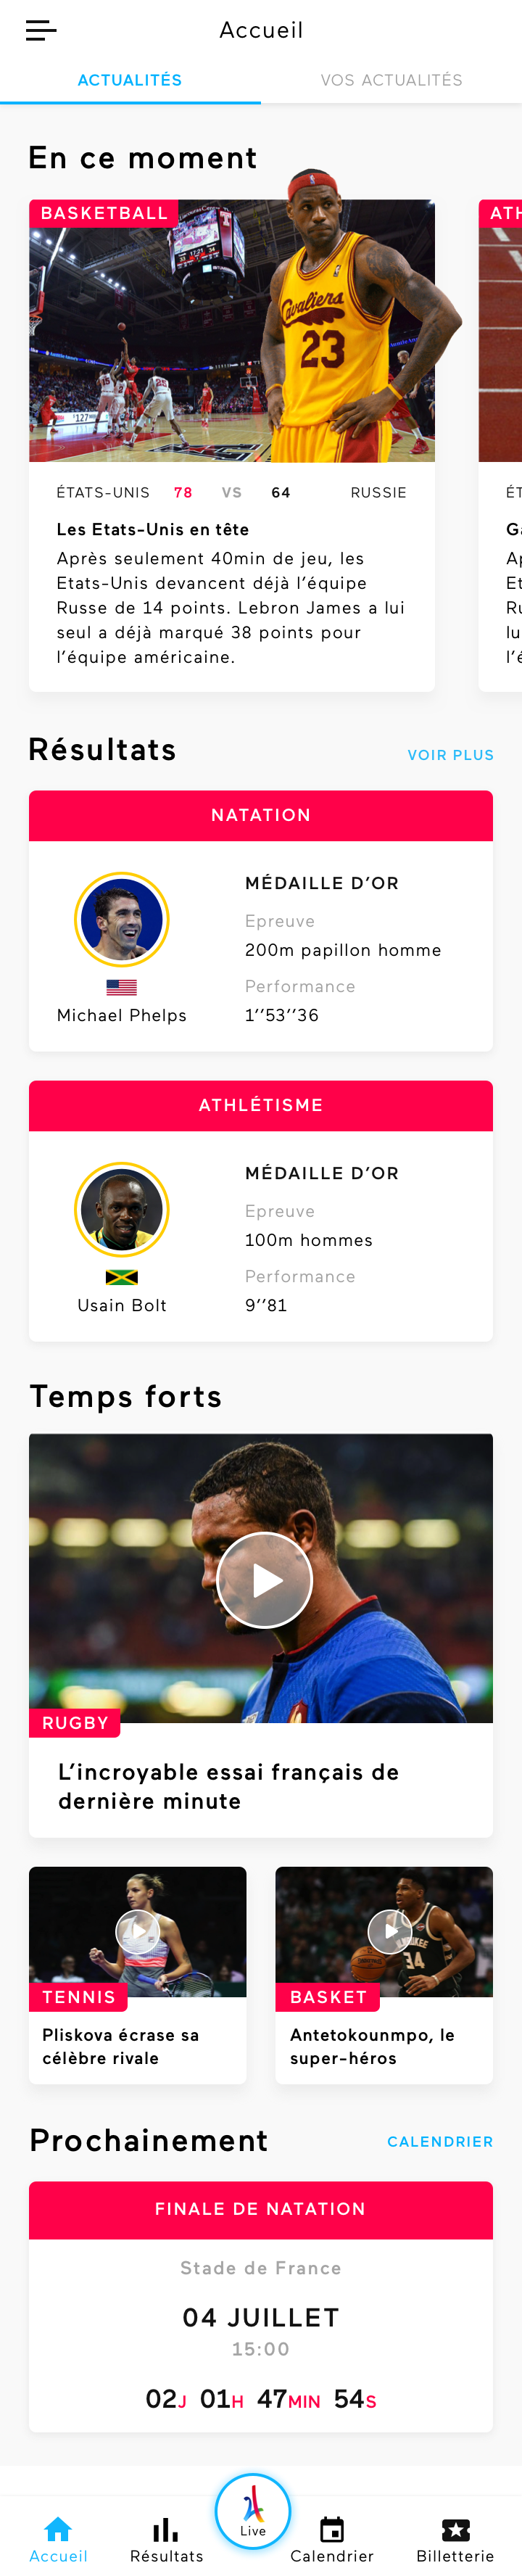 Accueil
ACTUALITÉS
VOS ACTUALITÉS
En ce moment
BASKETBALL
ATH
Cavaliers
23
ÉTATS-UNIS 78 VS 64 RUSSIE
ÉT
Les Etats-Unis en tête
Après seulement 40min de jeu, les
Etats-Unis devancent déjà l’équipe
Russe de 14 points. Lebron James a lui
seul a déjà marqué 38 points pour
l’équipe américaine.
Résultats
VOIR PLUS
NATATION
MÉDAILLE D’OR
Epreuve
200m papillon homme
Performance
1’’53’’36
Michael Phelps
ATHLÉTISME
MÉDAILLE D’OR
Epreuve
100m hommes
Performance
9’’81
Usain Bolt
Temps forts
RUGBY
L’incroyable essai français de
dernière minute
TENNIS
Pliskova écrase sa
célèbre rivale
34
BASKET
Antetokounmpo, le
super-héros
Prochainement
CALENDRIER
FINALE DE NATATION
Stade de France
04 JUILLET
15:00
02J 01H 47MIN 54S
Accueil
Résultats
Live
Calendrier
Billetterie